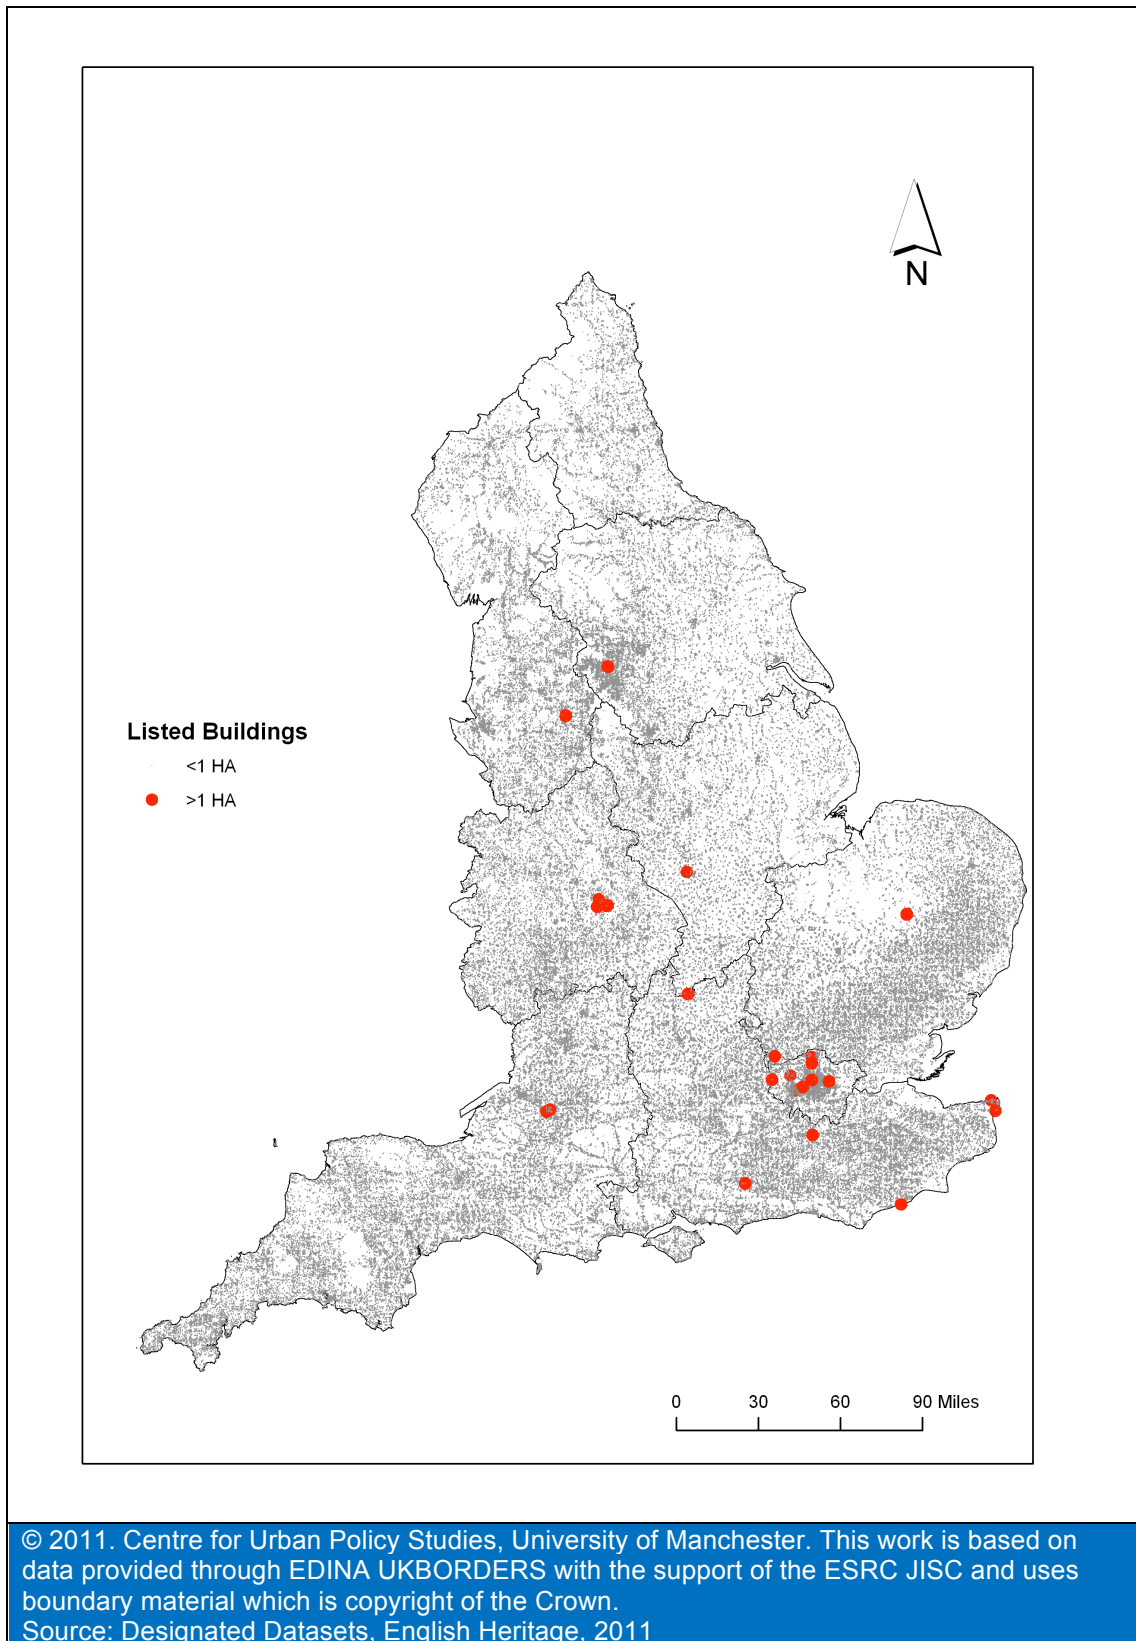 N
Listed Buildings
<1 HA
>1 HA
0 30 60 90 Miles
© 2011. Centre for Urban Policy Studies, University of Manchester. This work is based on
data provided through EDINA UKBORDERS with the support of the ESRC JISC and uses
boundary material which is copyright of the Crown.
Source: Designated Datasets, English Heritage, 2011